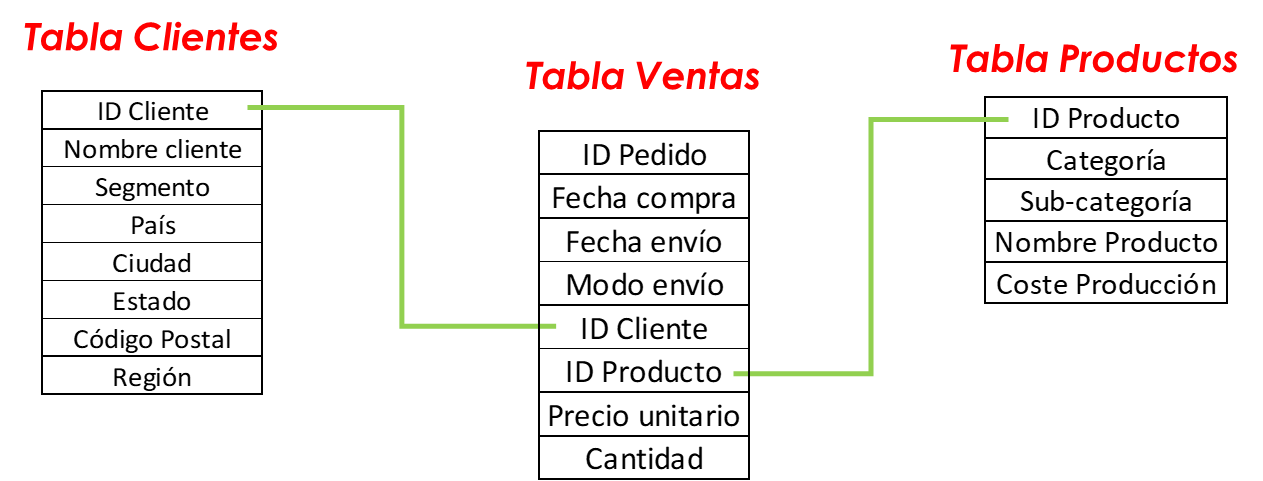 Tabla Clientes
ID Cliente
Nombre cliente
Segmento
País
Ciudad
Estado
Código Postal
Región
Tabla Ventas
ID Pedido
Fecha compra
Fecha envío
Modo envío
ID Cliente
ID Producto
Precio unitario
Cantidad
Tabla Productos
ID Producto
Categoría
Sub-categoría
Nombre Producto
Coste Producción